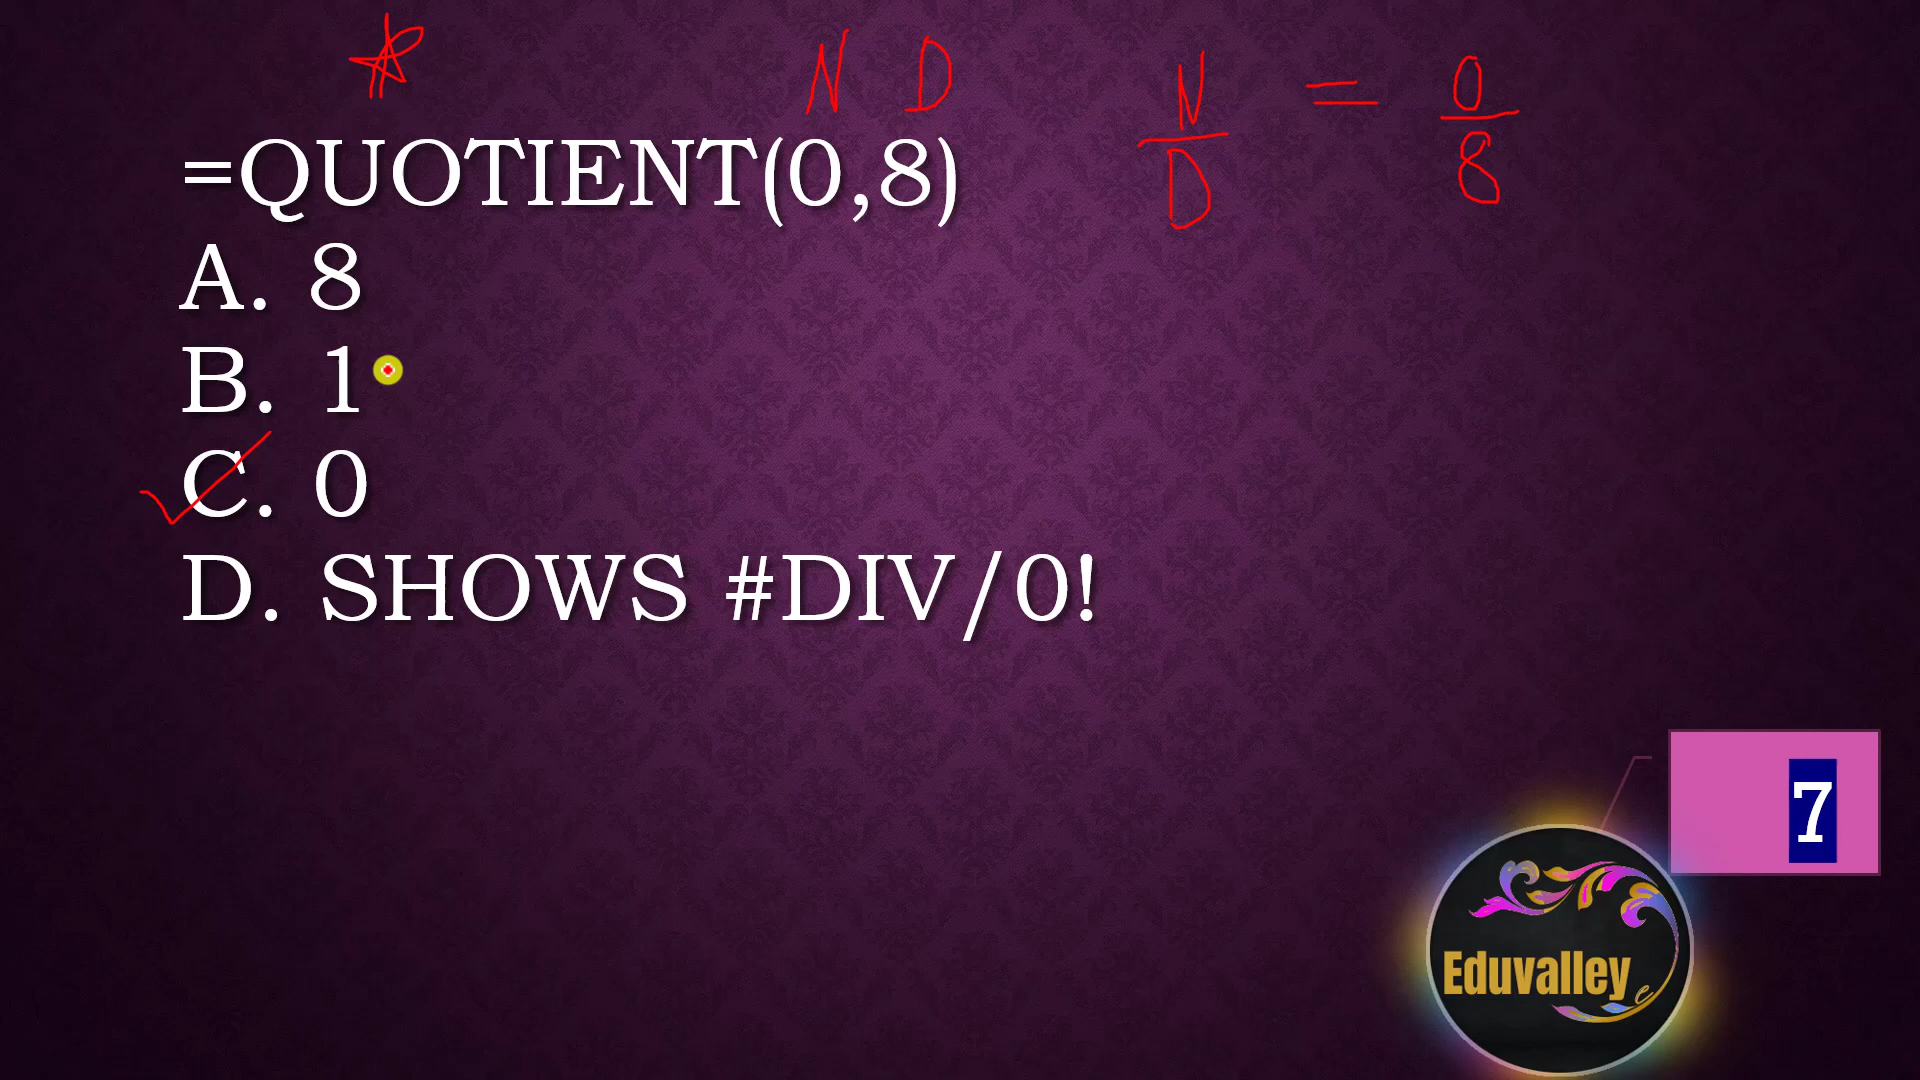 N D
N/D = 0/8
=QUOTIENT(0,8)
A. 8
B. 1
C. 0
D. SHOWS #DIV/0!
7
Eduvalley
e